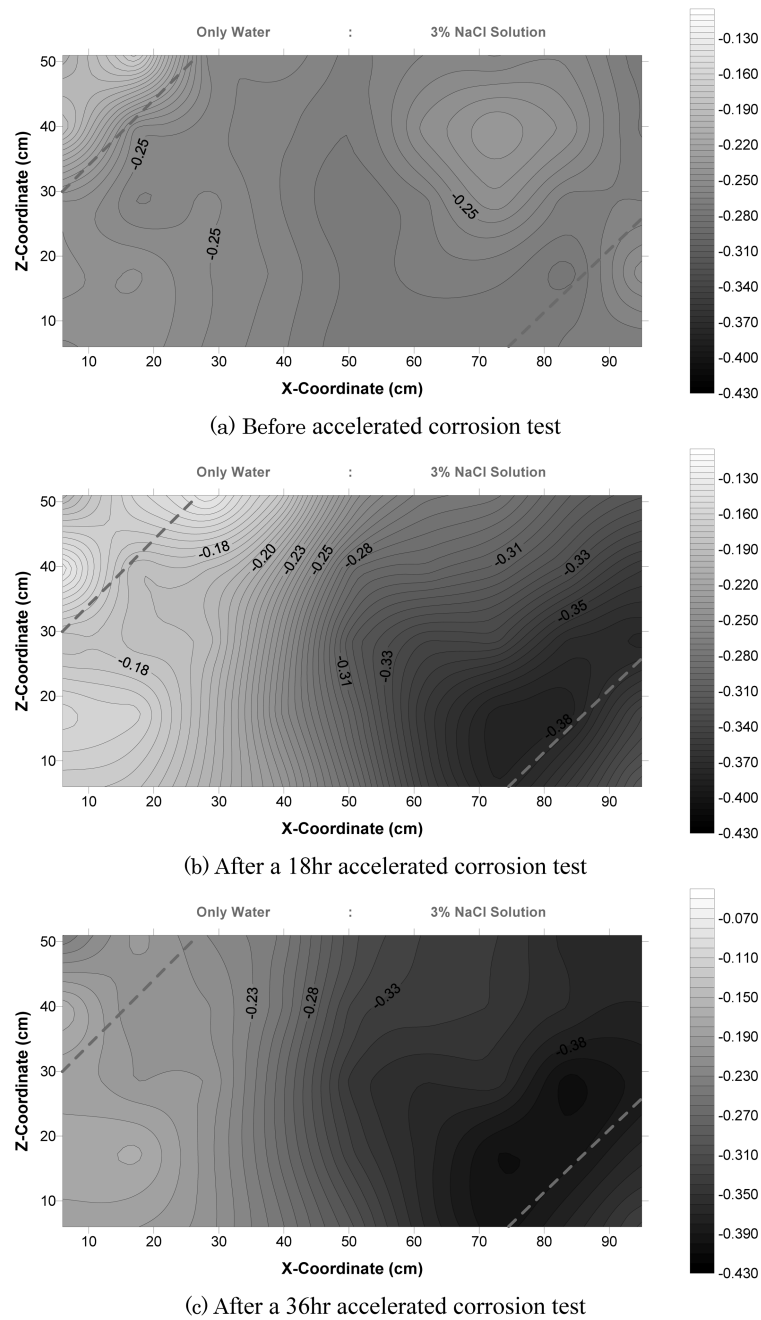 Only Water : 3% NaCl Solution
50
40
30
20
10
Z-Coordinate (cm)
-0.25
-0.25
-0.25
10 20 30 40 50 60 70 80 90
X-Coordinate (cm)
-0.130
-0.160
-0.190
-0.220
-0.250
-0.280
-0.310
-0.340
-0.370
-0.400
-0.430
(a) Before accelerated corrosion test
Only Water : 3% NaCl Solution
50
40
30
20
10
Z-Coordinate (cm)
-0.18 -0.20 -0.23 -0.25 -0.28 -0.31 -0.33
-0.35
-0.18 -0.31 -0.33
-0.38
10 20 30 40 50 60 70 80 90
X-Coordinate (cm)
-0.130
-0.160
-0.190
-0.220
-0.250
-0.280
-0.310
-0.340
-0.370
-0.400
-0.430
(b) After a 18hr accelerated corrosion test
Only Water : 3% NaCl Solution
50
40
30
20
10
Z-Coordinate (cm)
-0.23 -0.28 -0.33
-0.38
10 20 30 40 50 60 70 80 90
X-Coordinate (cm)
-0.070
-0.110
-0.150
-0.190
-0.230
-0.270
-0.310
-0.350
-0.390
-0.430
(c) After a 36hr accelerated corrosion test